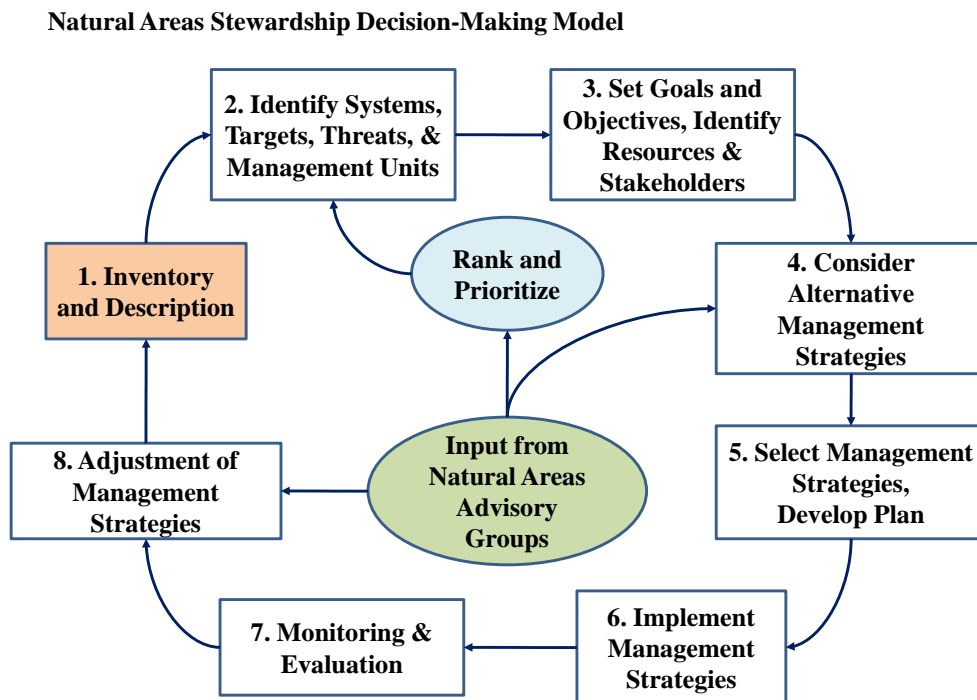 Natural Areas Stewardship Decision-Making Model
2. Identify Systems,
Targets, Threats, &
Management Units
3. Set Goals and
Objectives, Identify
Resources &
Stakeholders
1. Inventory
and Description
Rank and
Prioritize
4. Consider
Alternative
Management
Strategies
Input from
Natural Areas
Advisory
Groups
5. Select Management
Strategies,
Develop Plan
8. Adjustment of
Management
Strategies
7. Monitoring &
Evaluation
6. Implement
Management
Strategies